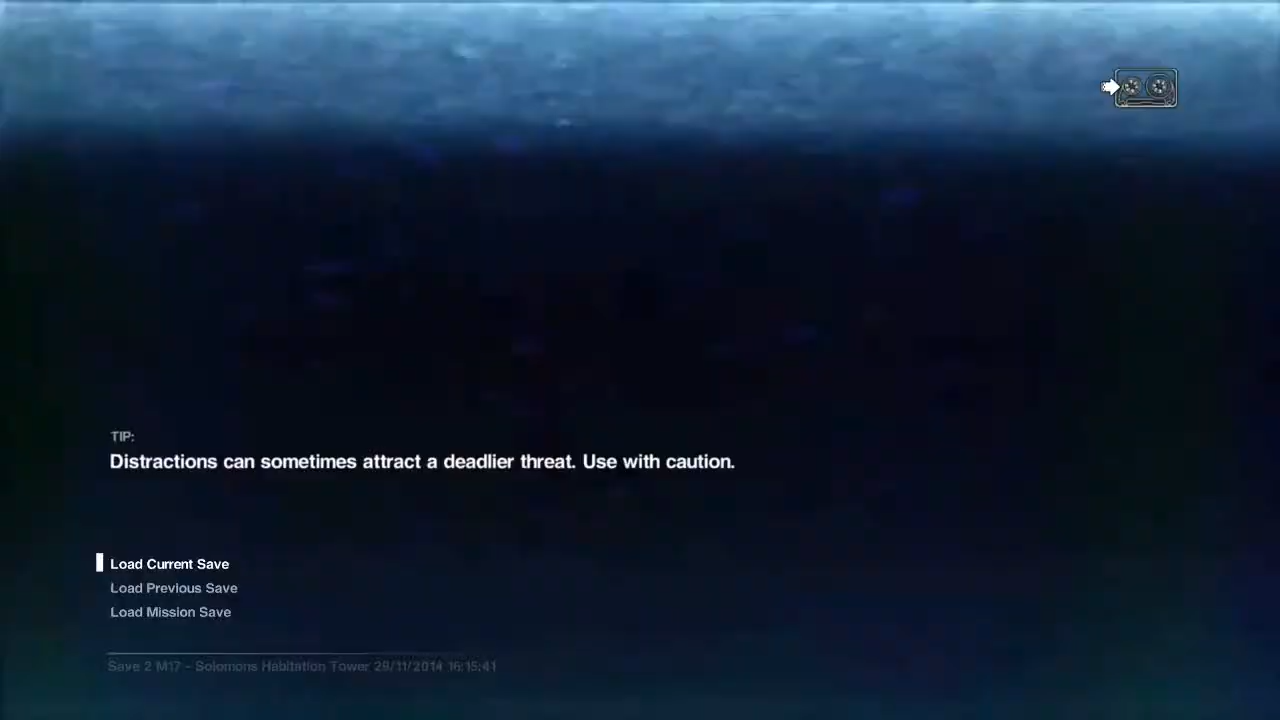 TIP:
Distractions can sometimes attract a deadlier threat. Use with caution.
Load Current Save
Load Previous Save
Load Mission Save
Save 2 M17 - Solomons Habitation Tower 29/11/2014 16:15:41